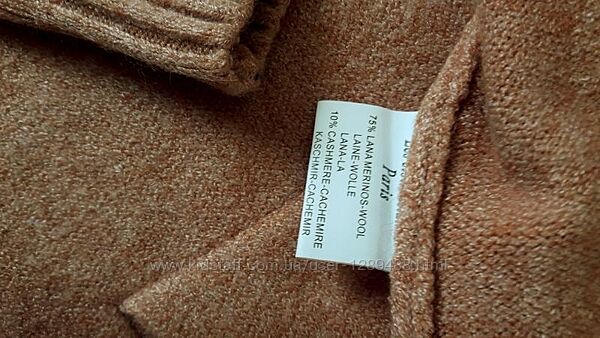 Paris
75% LANA MERINOS-WOOL
LAINE-WOLLE
LANA-LA
10% CASHMERE-CACHEMIRE
KASCHMIR-CACHEMIR